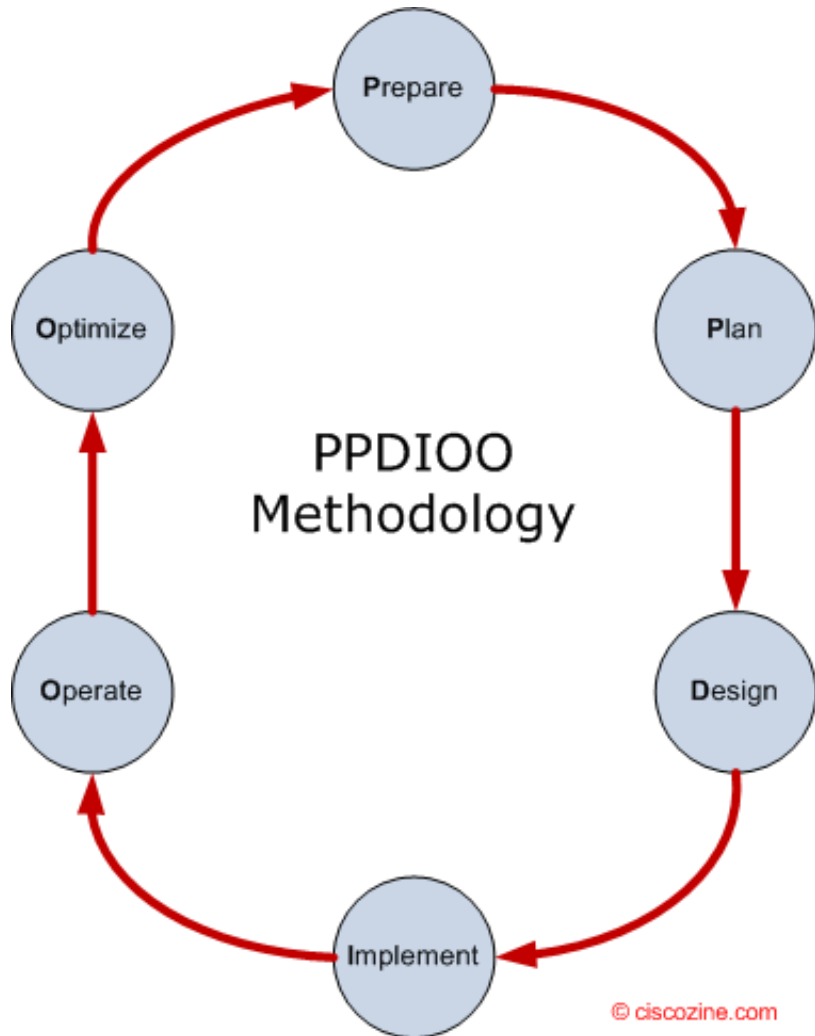 Prepare
Plan
Design
Implement
Operate
Optimize
PPDIOO
Methodology
© ciscozine.com